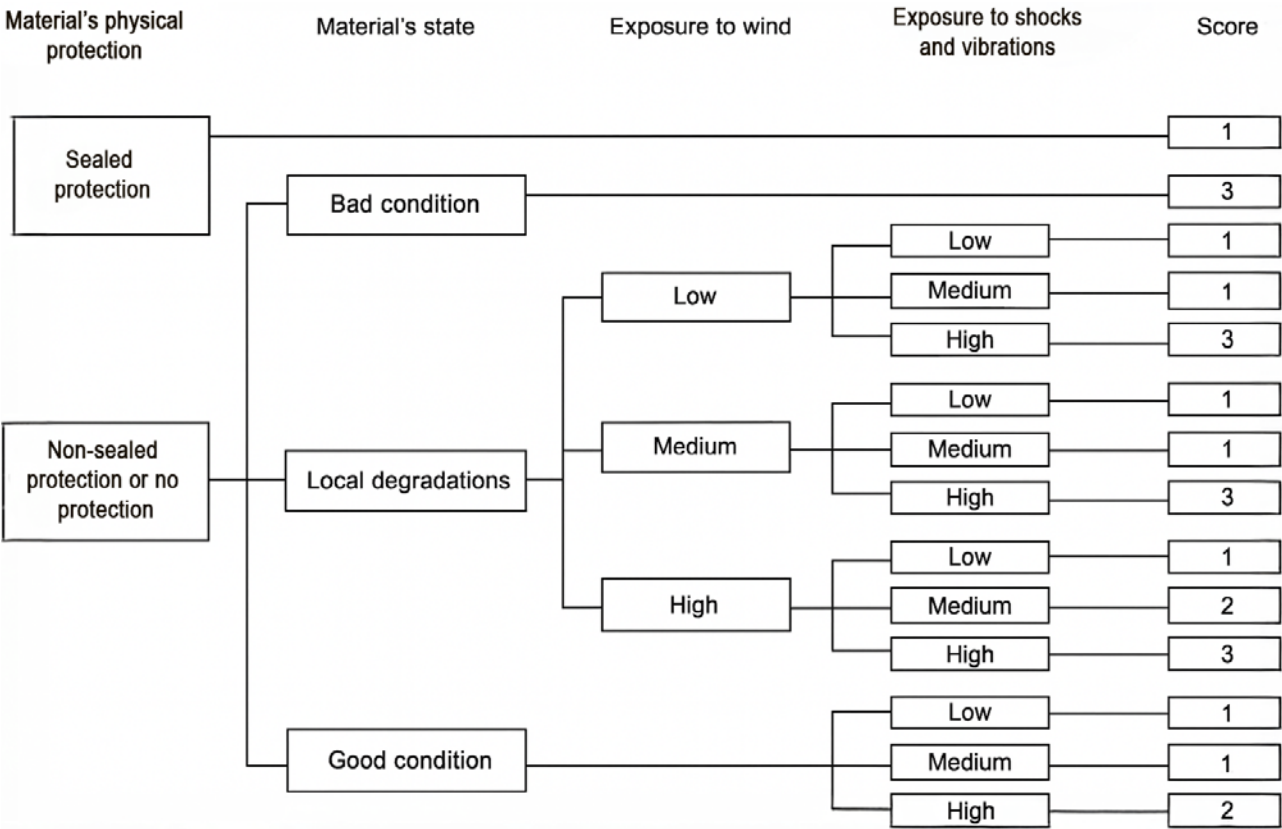 Material's physical
protection
Material's state
Exposure to wind
Exposure to shocks
and vibrations
Score
Sealed
protection
1
Bad condition
3
Low
1
Low
Medium
1
High
3
Non-sealed
protection or no
protection
Local degradations
Low
1
Medium
Medium
1
High
3
Low
1
High
Medium
2
High
3
Good condition
Low
1
Medium
1
High
2